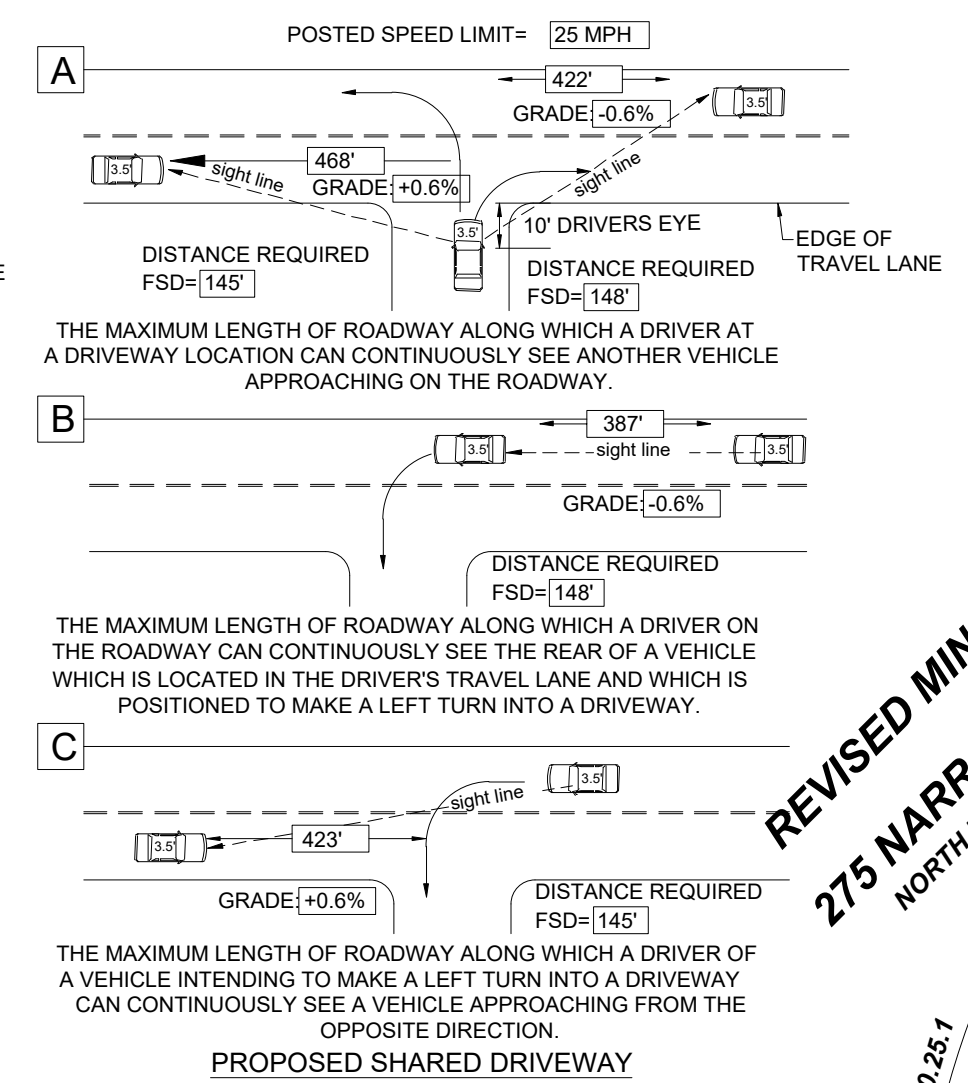 POSTED SPEED LIMIT= 25 MPH
A
422'
GRADE: -0.6%
3.5'
3.5'
468'
sight line
GRADE: +0.6%
sight line
3.5'
10' DRIVERS EYE
EDGE OF
TRAVEL LANE
DISTANCE REQUIRED
FSD= 145'
DISTANCE REQUIRED
FSD= 148'
E
THE MAXIMUM LENGTH OF ROADWAY ALONG WHICH A DRIVER AT
A DRIVEWAY LOCATION CAN CONTINUOUSLY SEE ANOTHER VEHICLE
APPROACHING ON THE ROADWAY.
B
387'
3.5'
sight line
3.5'
GRADE: -0.6%
DISTANCE REQUIRED
FSD= 148'
THE MAXIMUM LENGTH OF ROADWAY ALONG WHICH A DRIVER ON
THE ROADWAY CAN CONTINUOUSLY SEE THE REAR OF A VEHICLE
WHICH IS LOCATED IN THE DRIVER'S TRAVEL LANE AND WHICH IS
POSITIONED TO MAKE A LEFT TURN INTO A DRIVEWAY.
C
3.5'
sight line
3.5'
423'
GRADE: +0.6%
DISTANCE REQUIRED
FSD= 145'
THE MAXIMUM LENGTH OF ROADWAY ALONG WHICH A DRIVER OF
A VEHICLE INTENDING TO MAKE A LEFT TURN INTO A DRIVEWAY
CAN CONTINUOUSLY SEE A VEHICLE APPROACHING FROM THE
OPPOSITE DIRECTION.
PROPOSED SHARED DRIVEWAY
REVISED MIN
275 NARR
NORTH
0.25.1